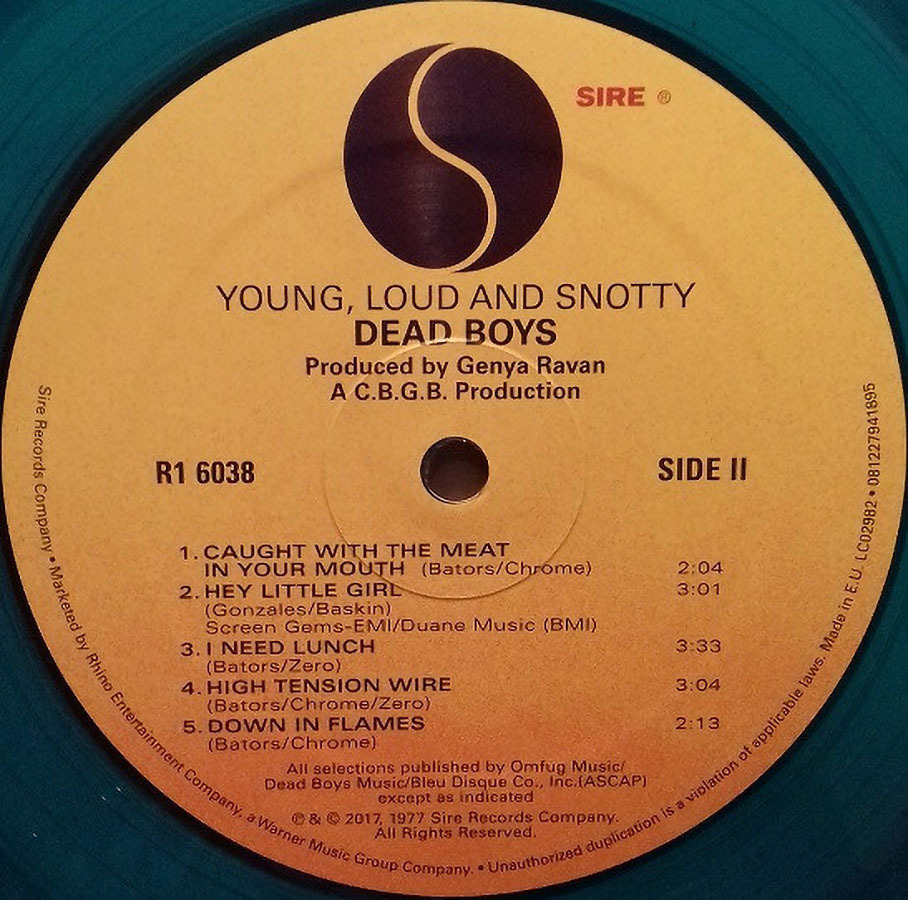 SIRE ®
YOUNG, LOUD AND SNOTTY
DEAD BOYS
Produced by Genya Ravan
A C.B.G.B. Production
R1 6038
SIDE II
1. CAUGHT WITH THE MEAT
IN YOUR MOUTH (Bators/Chrome) 2:04
2. HEY LITTLE GIRL 3:01
(Gonzales/Baskin)
Screen Gems-EMI/Duane Music (BMI)
3. I NEED LUNCH 3:33
(Bators/Zero)
4. HIGH TENSION WIRE 3:04
(Bators/Chrome/Zero)
5. DOWN IN FLAMES 2:13
(Bators/Chrome)
All selections published by Omfug Music/
Dead Boys Music/Bleu Disque Co., Inc.(ASCAP)
except as indicated
℗ & © 2017, 1977 Sire Records Company.
All Rights Reserved.
Sire Records Company • Marketed by Rhino Entertainment Company, a Warner Music Group Company. • Unauthorized duplication is a violation of applicable laws. Made in E.U. LC02982 • 081227941895